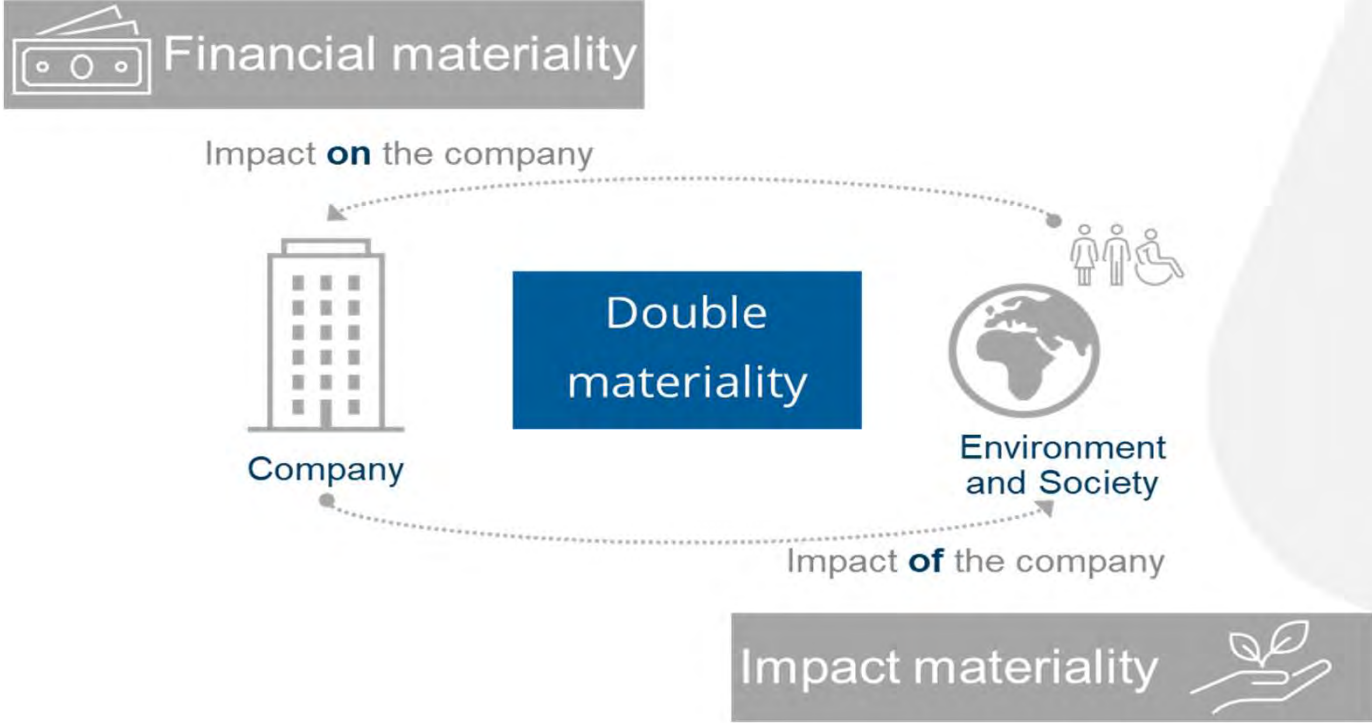 Financial materiality
Impact on the company
Double
materiality
Company
Environment
and Society
Impact of the company
Impact materiality